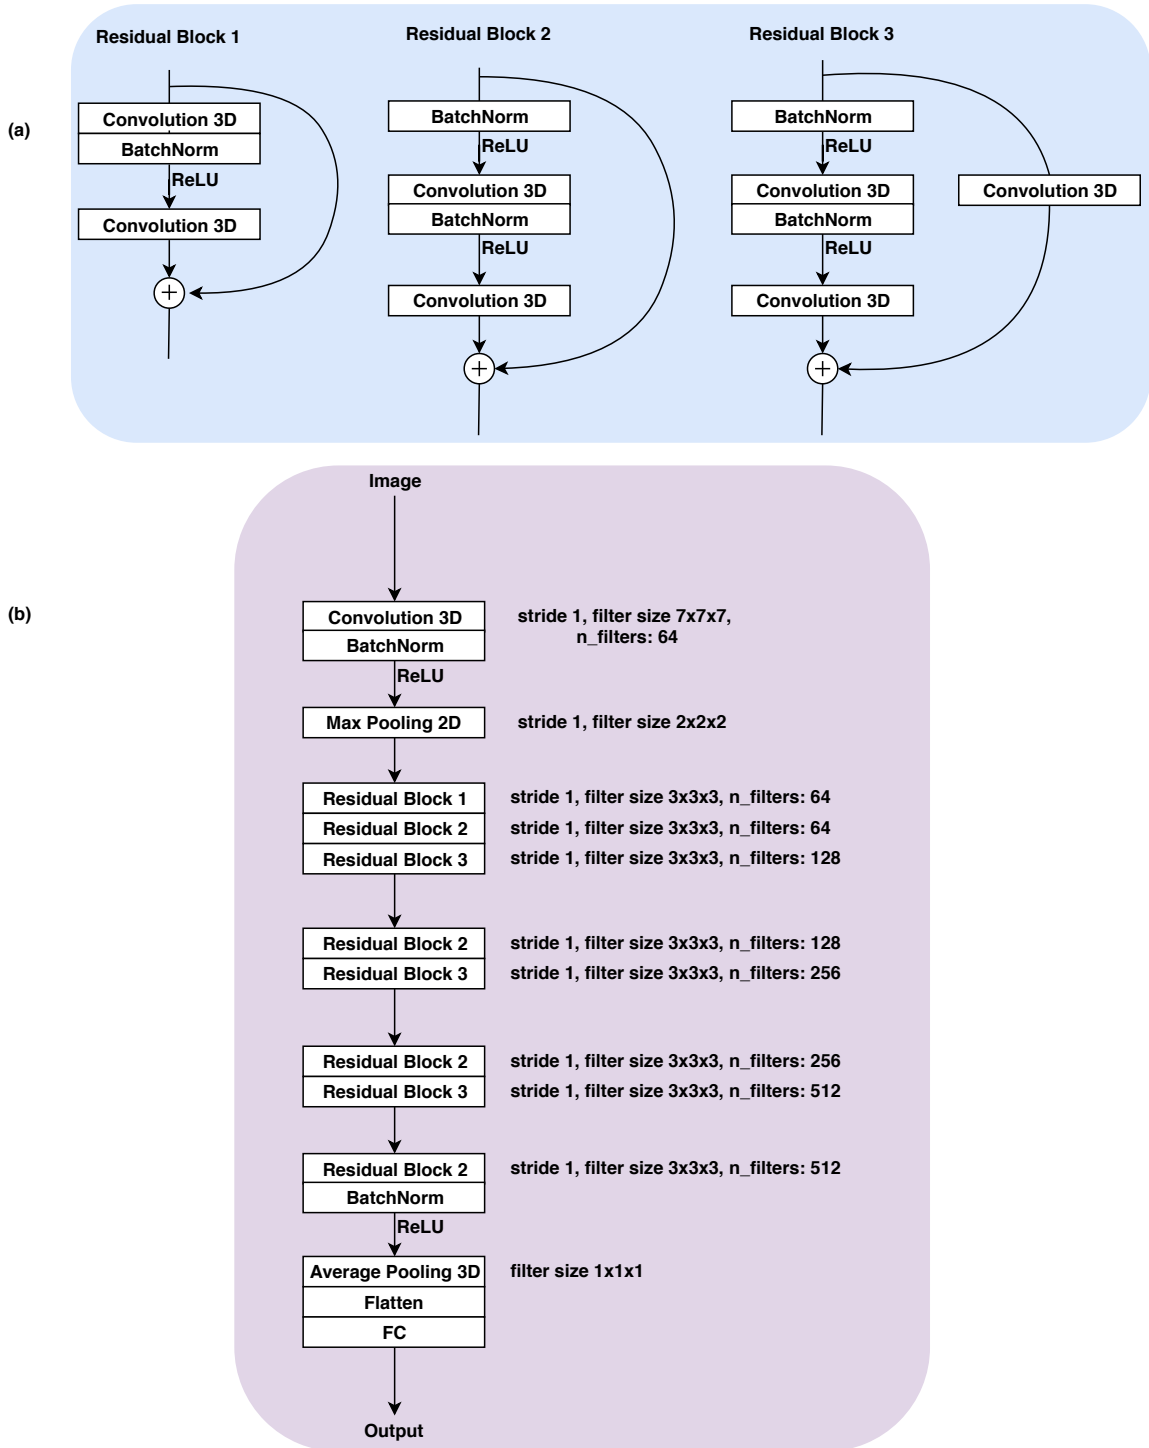 (a)
Residual Block 1
Convolution 3D
BatchNorm
ReLU
Convolution 3D
+
Residual Block 2
BatchNorm
ReLU
Convolution 3D
BatchNorm
ReLU
Convolution 3D
+
Residual Block 3
BatchNorm
ReLU
Convolution 3D
BatchNorm
ReLU
Convolution 3D
+
Convolution 3D
(b)
Image
Convolution 3D
stride 1, filter size 7x7x7,
n_filters: 64
BatchNorm
ReLU
Max Pooling 2D
stride 1, filter size 2x2x2
Residual Block 1
stride 1, filter size 3x3x3, n_filters: 64
Residual Block 2
stride 1, filter size 3x3x3, n_filters: 64
Residual Block 3
stride 1, filter size 3x3x3, n_filters: 128
Residual Block 2
stride 1, filter size 3x3x3, n_filters: 128
Residual Block 3
stride 1, filter size 3x3x3, n_filters: 256
Residual Block 2
stride 1, filter size 3x3x3, n_filters: 256
Residual Block 3
stride 1, filter size 3x3x3, n_filters: 512
Residual Block 2
stride 1, filter size 3x3x3, n_filters: 512
BatchNorm
ReLU
Average Pooling 3D
filter size 1x1x1
Flatten
FC
Output